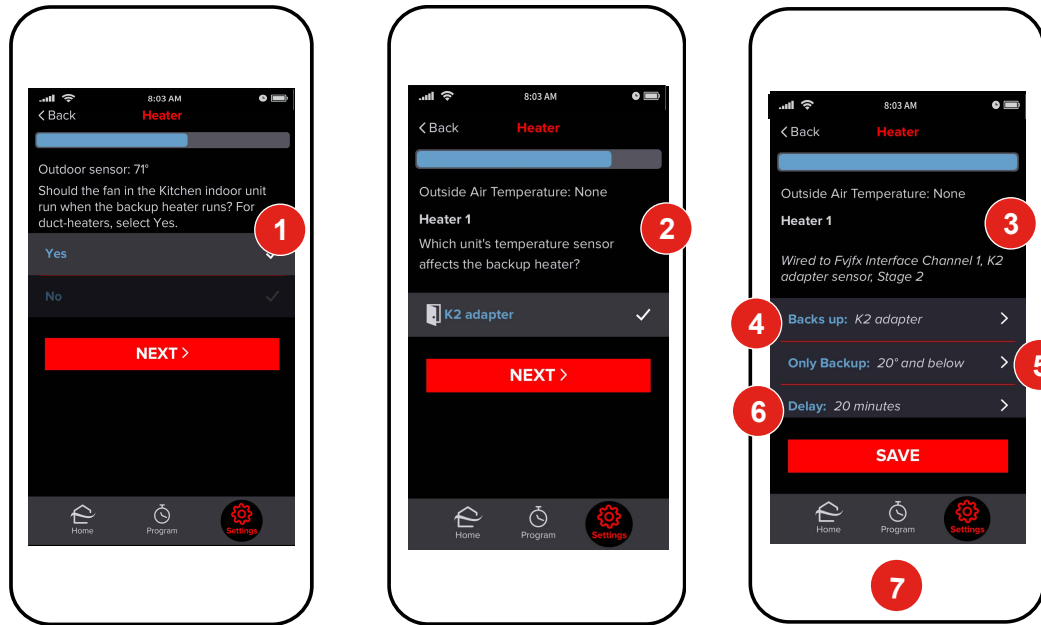 8:03 AM
Back
Heater
Outdoor sensor: 71°
Should the fan in the Kitchen indoor unit
run when the backup heater runs? For
duct-heaters, select Yes.
1
Yes
No
NEXT >
Home
Program
Settings
8:03 AM
Back
Heater
Outside Air Temperature: None
Heater 1
2
Which unit's temperature sensor
affects the backup heater?
K2 adapter
NEXT >
Home
Program
Settings
8:03 AM
Back
Heater
Outside Air Temperature: None
Heater 1
3
Wired to Fvjfx Interface Channel 1, K2
adapter sensor, Stage 2
4
Backs up: K2 adapter
Only Backup: 20° and below
5
6
Delay: 20 minutes
SAVE
Home
Program
Settings
7